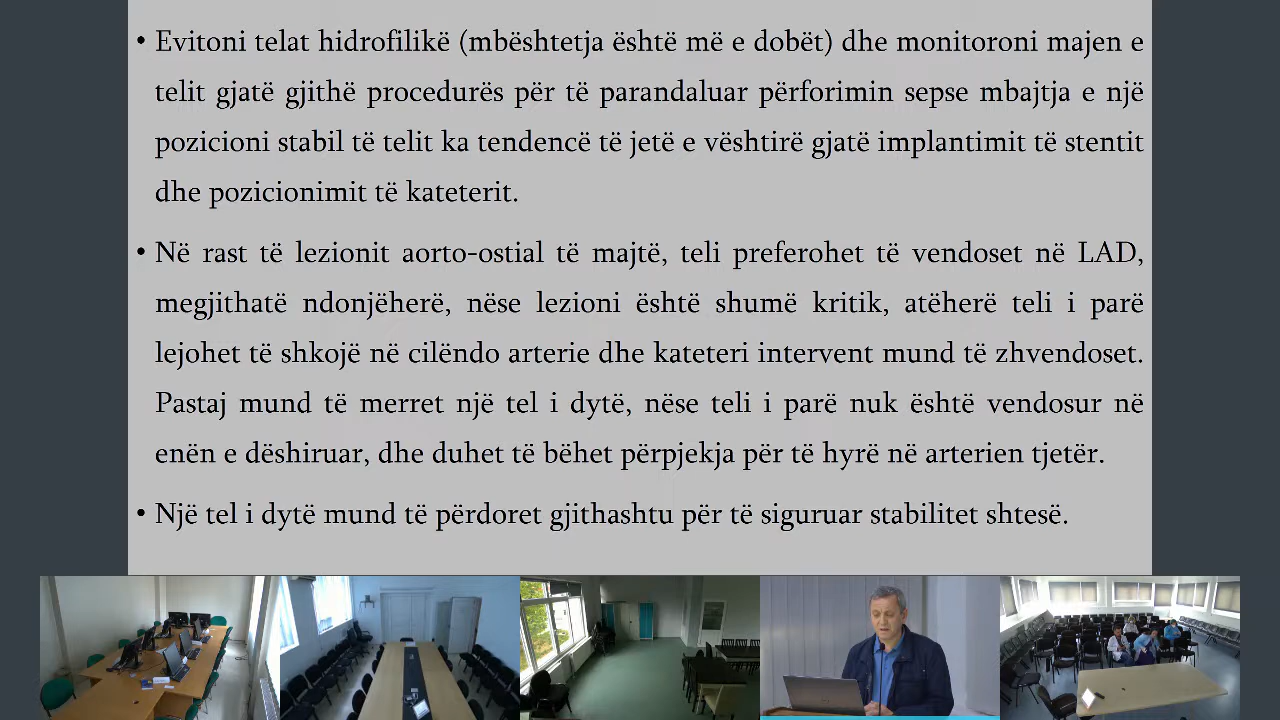 • Evitoni telat hidrofilikë (mbështetja është më e dobët) dhe monitoroni majen e
telit gjatë gjithë procedurës për të parandaluar përforimin sepse mbajtja e një
pozicioni stabil të telit ka tendencë të jetë e vështirë gjatë implantimit të stentit
dhe pozicionimit të kateterit.
• Në rast të lezionit aorto-ostial të majtë, teli preferohet të vendoset në LAD,
megjithatë ndonjëherë, nëse lezioni është shumë kritik, atëherë teli i parë
lejohet të shkojë në cilëndo arterie dhe kateteri intervent mund të zhvendoset.
Pastaj mund të merret një tel i dytë, nëse teli i parë nuk është vendosur në
enën e dëshiruar, dhe duhet të bëhet përpjekja për të hyrë në arterien tjetër.
• Një tel i dytë mund të përdoret gjithashtu për të siguruar stabilitet shtesë.